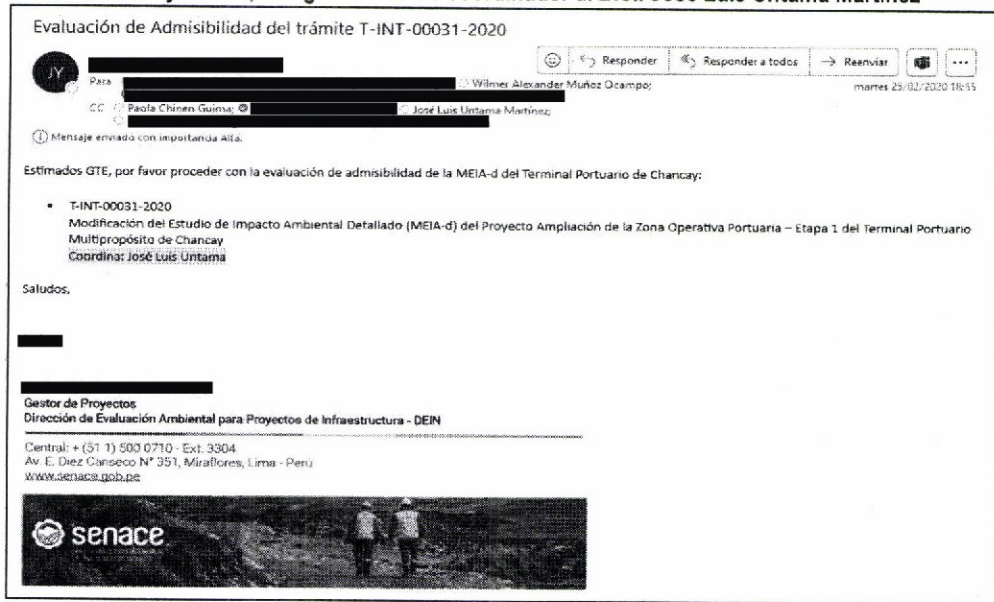 Luis Untama Martínez
Evaluación de Admisibilidad del trámite T-INT-00031-2020
JY
Responder
Responder a todos
Reenviar
Para
Wilmer Alexander Muñoz Ocampo;
martes 25/02/2020 18:55
CC
Paola Chinen Guima;
José Luis Untama Martínez;
Mensaje enviado con importancia Alta.
Estimados GTE, por favor proceder con la evaluación de admisibilidad de la MEIA-d del Terminal Portuario de Chancay:
• T-INT-00031-2020
Modificación del Estudio de Impacto Ambiental Detallado (MEIA-d) del Proyecto Ampliación de la Zona Operativa Portuaria – Etapa 1 del Terminal Portuario
Multipropósito de Chancay
Coordina: José Luis Untama
Saludos,
Gestor de Proyectos
Dirección de Evaluación Ambiental para Proyectos de Infraestructura - DEIN
Central: + (51 1) 500 0710 - Ext. 3304
Av. E. Diez Canseco N° 351, Miraflores, Lima - Perú
www.senace.gob.pe
senace